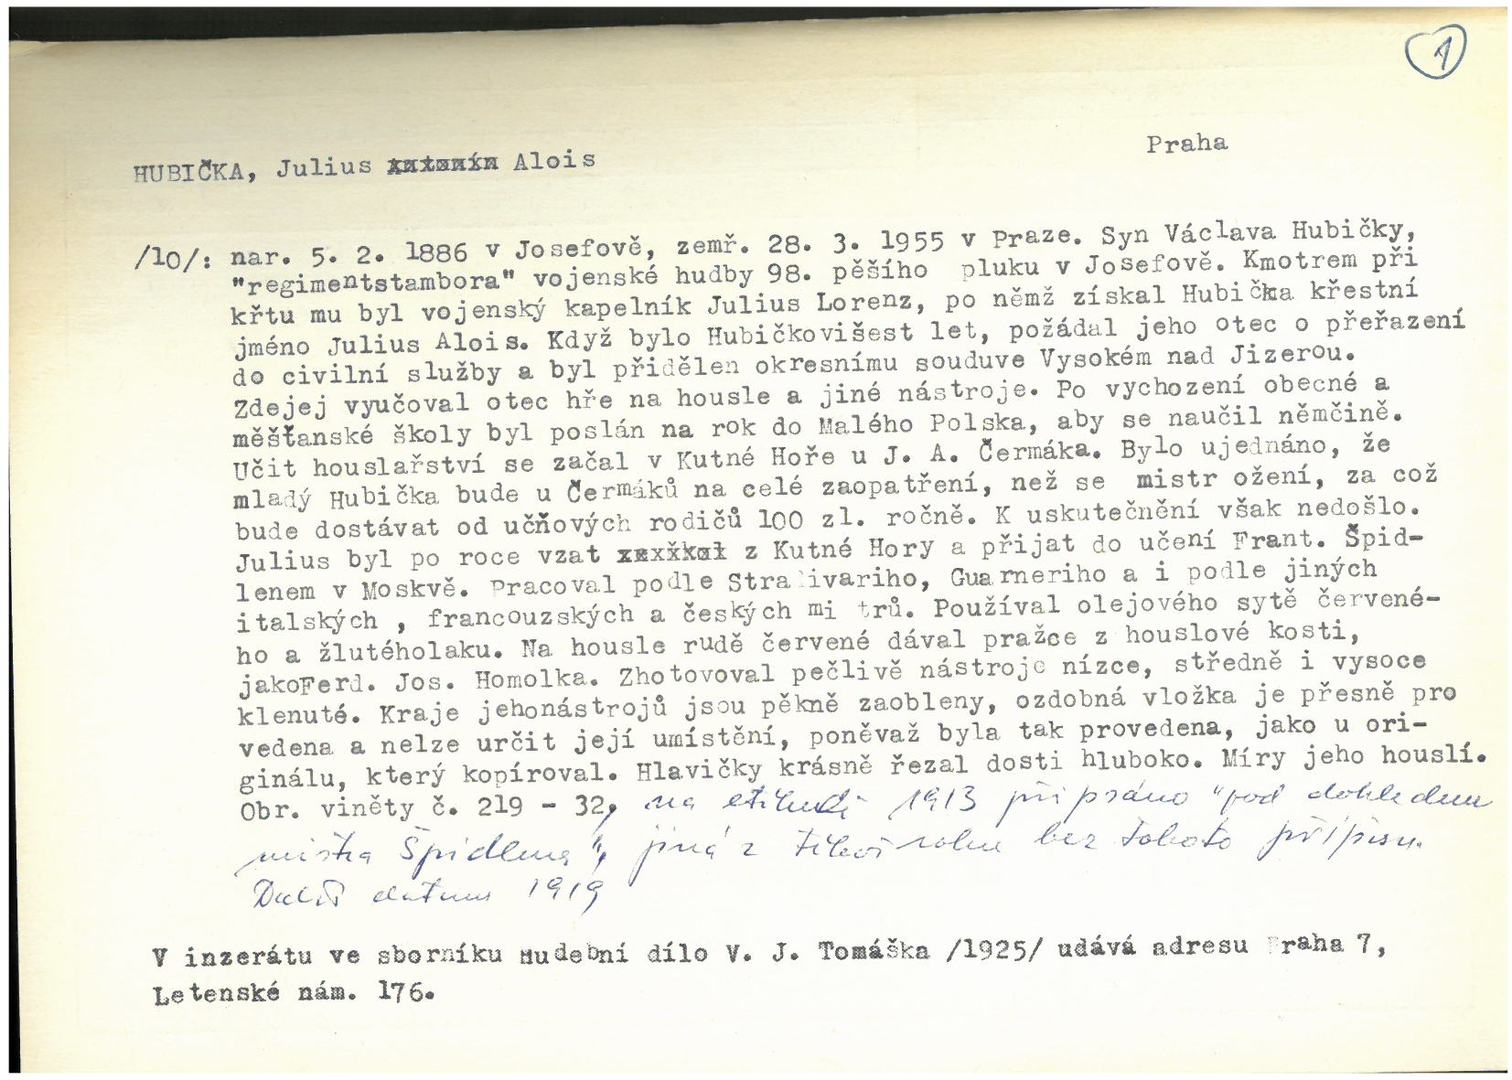 1
Praha
HUBIČKA, Julius Antonín Alois
/10/: nar. 5. 2. 1886 v Josefově, zemř. 28. 3. 1955 v Praze. Syn Václava Hubičky,
"regimentstambora" vojenské hudby 98. pěšího pluku v Josefově. Kmotrem při
křtu mu byl vojenský kapelník Julius Lorenz, po němž získal Hubička křestní
jméno Julius Alois. Když bylo Hubičkovišest let, požádal jeho otec o přeřazení
do civilní služby a byl přidělen okresnímu souduve Vysokém nad Jizerou.
Zdejej vyučoval otec hře na housle a jiné nástroje. Po vychození obecné a
měšťanské školy byl poslán na rok do Malého Polska, aby se naučil němčině.
Učit houslařství se začal v Kutné Hoře u J. A. Čermáka. Bylo ujednáno, že
mladý Hubička bude u Čermáků na celé zaopatření, než se mistr ožení, za což
bude dostávat od učňových rodičů 100 zl. ročně. K uskutečnění však nedošlo.
Julius byl po roce vzat z Kutné Hory a přijat do učení Frant. Špid-
lenem v Moskvě. Pracoval podle Stradivariho, Guarneriho a i podle jiných
italských , francouzských a českých mi trů. Používal olejového sytě červené-
ho a žlutéholaku. Na housle rudě červené dával pražce z houslové kosti,
jakoFerd. Jos. Homolka. Zhotovoval pečlivě nástroje nízce, středně i vysoce
klenuté. Kraje jehonástrojů jsou pěkně zaobleny, ozdobná vložka je přesně pro
vedena a nelze určit její umístění, poněvaž byla tak provedena, jako u ori-
ginálu, který kopíroval. Hlavičky krásně řezal dosti hluboko. Míry jeho houslí.
Obr. viněty č. 219 - 32, na etiketě 1913 připsáno "pod dohledem
mistra Špidlena", jiná z téhož roku bez tohoto přípisu.
Další datum 1919
V inzerátu ve sborníku Hudební dílo V. J. Tomáška /1925/ udává adresu Praha 7,
Letenské nám. 176.